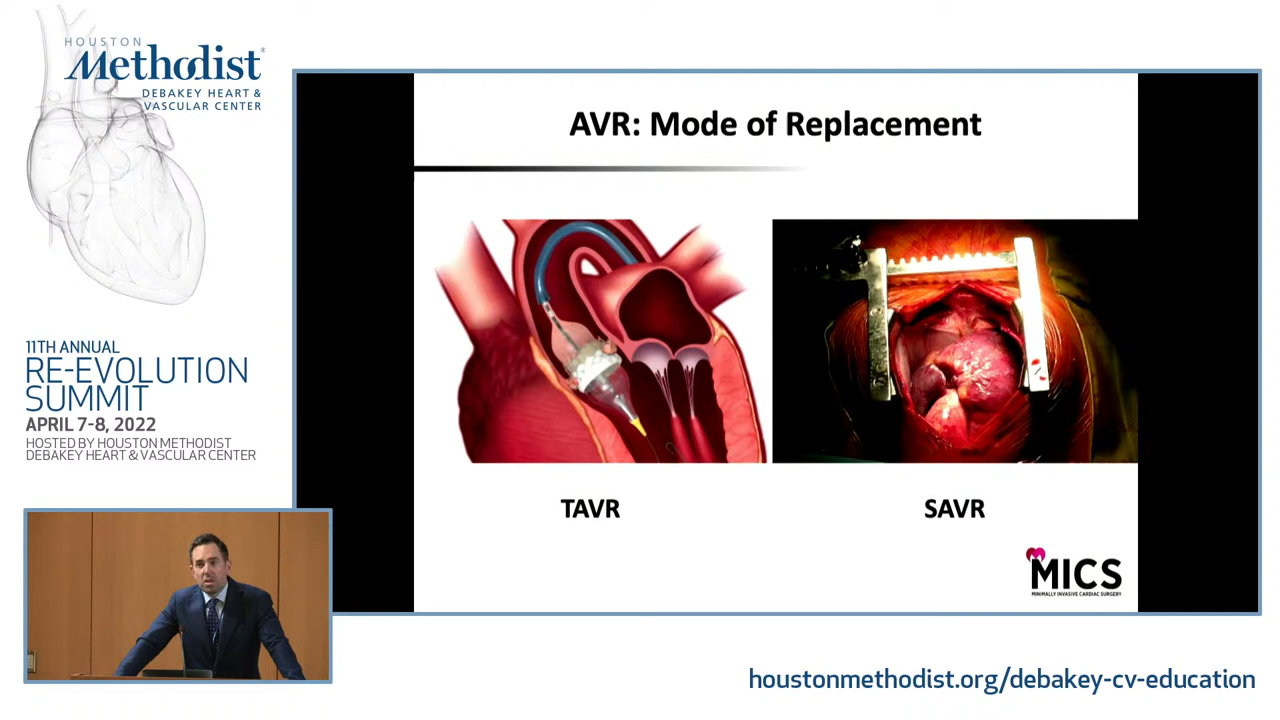 HOUSTON
Methodist®
DEBAKEY HEART &
VASCULAR CENTER
11TH ANNUAL
RE-EVOLUTION
SUMMIT
APRIL 7-8, 2022
HOSTED BY HOUSTON METHODIST
DEBAKEY HEART & VASCULAR CENTER
AVR: Mode of Replacement
TAVR
SAVR
MICS
MINIMALLY INVASIVE CARDIAC SURGERY
houstonmethodist.org/debakey-cv-education